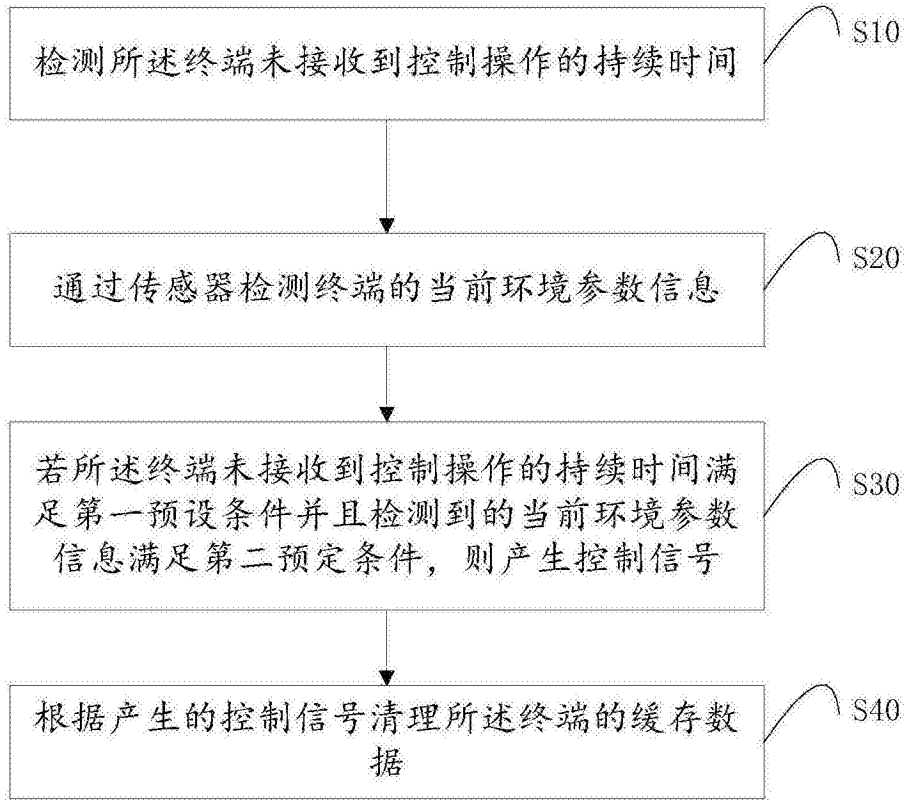 检测所述终端未接收到控制操作的持续时间
S10
通过传感器检测终端的当前环境参数信息
S20
若所述终端未接收到控制操作的持续时间满
足第一预设条件并且检测到的当前环境参数
信息满足第二预定条件，则产生控制信号
S30
根据产生的控制信号清理所述终端的缓存数
据
S40